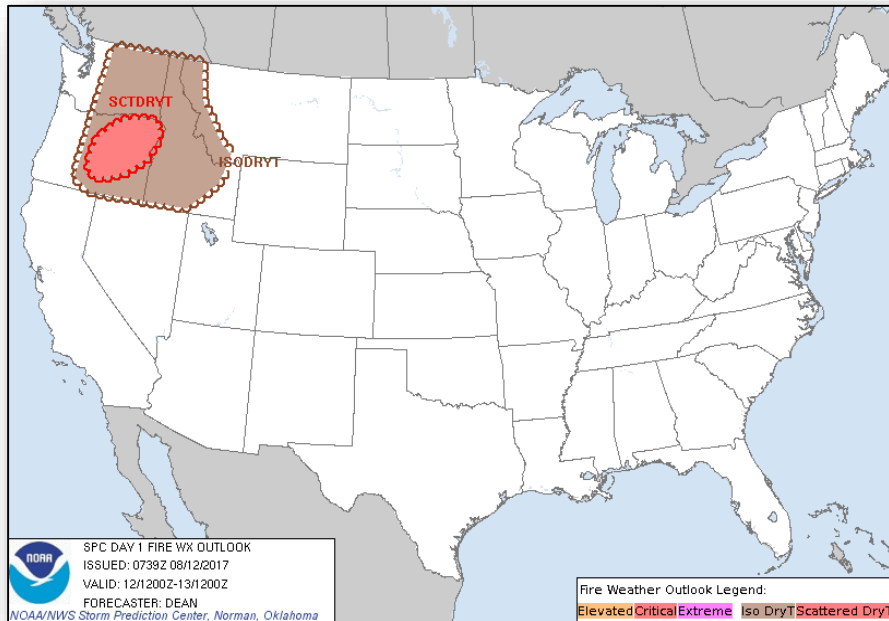 SCTDRYT
ISODRYT
NOAA
SPC DAY 1 FIRE WX OUTLOOK
ISSUED: 0739Z 08/12/2017
VALID: 12/1200Z-13/1200Z
FORECASTER: DEAN
NOAA/NWS Storm Prediction Center, Norman, Oklahoma
Fire Weather Outlook Legend:
Elevated Critical Extreme Iso DryT Scattered DryT